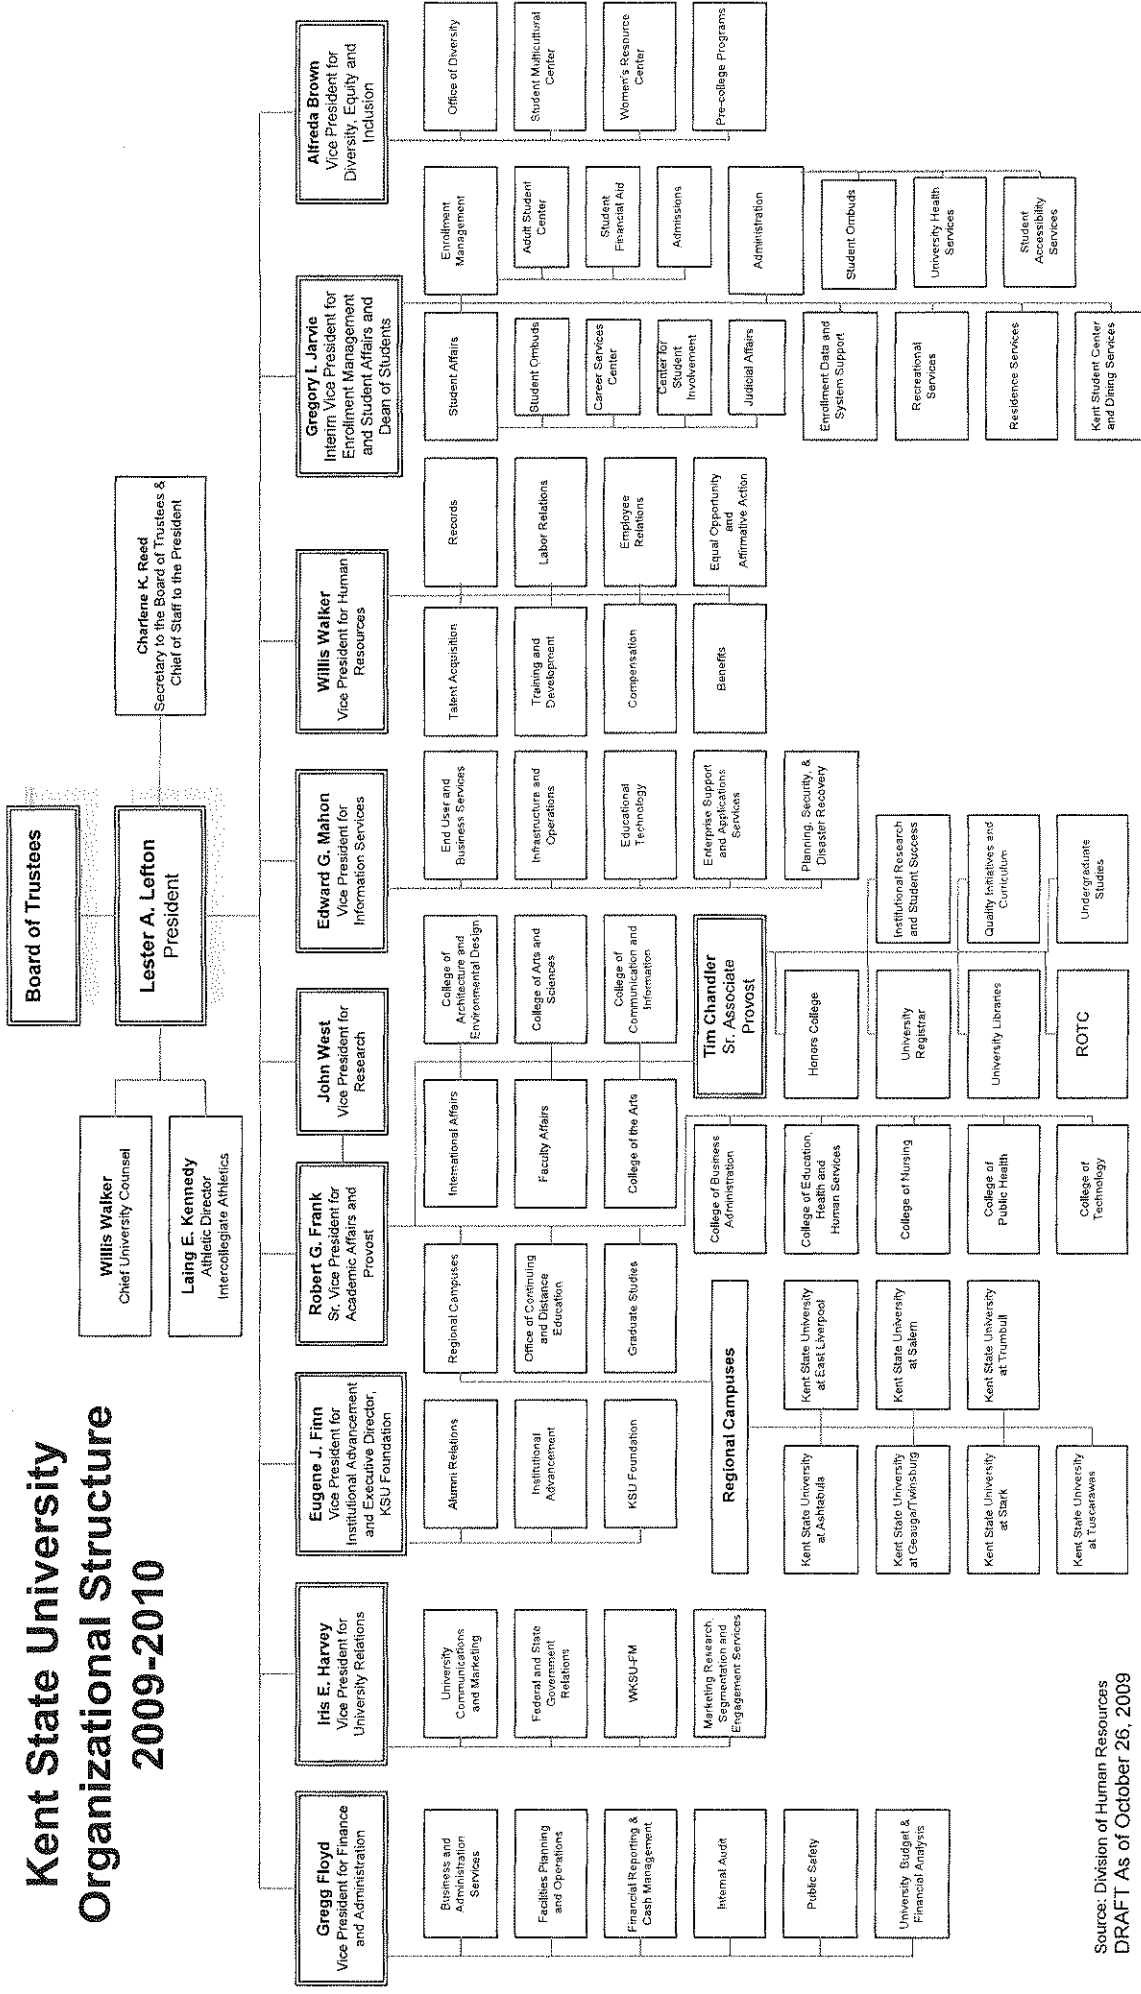 Kent State University
Organizational Structure
2009-2010
Board of Trustees
Lester A. Lefton
President
Willis Walker
Chief University Counsel
Laing E. Kennedy
Athletic Director
Intercollegiate Athletics
Charlene K. Reed
Secretary to the Board of Trustees &
Chief of Staff to the President
Gregg Floyd
Vice President for Finance
and Administration
Business and
Administration
Services
Facilities Planning
and Operations
Financial Reporting &
Cash Management
Internal Audit
Public Safety
University Budget &
Financial Analysis
Iris E. Harvey
Vice President for
University Relations
University
Communications
and Marketing
Federal and State
Government
Relations
WKSU-FM
Marketing Research,
Segmentation and
Engagement Services
Eugene J. Finn
Vice President for
Institutional Advancement
and Executive Director,
KSU Foundation
Alumni Relations
Institutional
Advancement
KSU Foundation
Robert G. Frank
Sr. Vice President for
Academic Affairs and
Provost
Regional Campuses
Office of Continuing
and Distance
Education
Graduate Studies
International Affairs
Faculty Affairs
College of the Arts
College of
Architecture and
Environmental Design
College of Arts and
Sciences
College of
Communication and
Information
Regional Campuses
Kent State University
at Ashtabula
Kent State University
at East Liverpool
Kent State University
at Geauga/Twinsburg
Kent State University
at Salem
Kent State University
at Stark
Kent State University
at Trumbull
Kent State University
at Tuscarawas
College of Business
Administration
College of Education,
Health and
Human Services
College of Nursing
College of
Public Health
College of
Technology
Tim Chandler
Sr. Associate
Provost
Honors College
University
Registrar
Institutional Research
and Student Success
University Libraries
Quality Initiatives and
Curriculum
ROTC
Undergraduate
Studies
John West
Vice President for
Research
Edward G. Mahon
Vice President for
Information Services
End User and
Business Services
Infrastructure and
Operations
Educational
Technology
Enterprise Support
and Applications
Services
Planning, Security, &
Disaster Recovery
Willis Walker
Vice President for Human
Resources
Talent Acquisition
Records
Training and
Development
Labor Relations
Compensation
Employee
Relations
Benefits
Equal Opportunity
and
Affirmative Action
Gregory I. Jarvie
Interim Vice President for
Enrollment Management
and Student Affairs and
Dean of Students
Student Affairs
Student Ombuds
Career Services
Center
Center for
Student
Involvement
Judicial Affairs
Enrollment
Management
Adult Student
Center
Student
Financial Aid
Admissions
Administration
Student Ombuds
University Health
Services
Student
Accessibility
Services
Enrollment Data and
System Support
Recreational
Services
Residence Services
Kent Student Center
and Dining Services
Alfreda Brown
Vice President for
Diversity, Equity and
Inclusion
Office of Diversity
Student Multicultural
Center
Women's Resource
Center
Pre-college Programs
Source: Division of Human Resources
DRAFT As of October 26, 2009